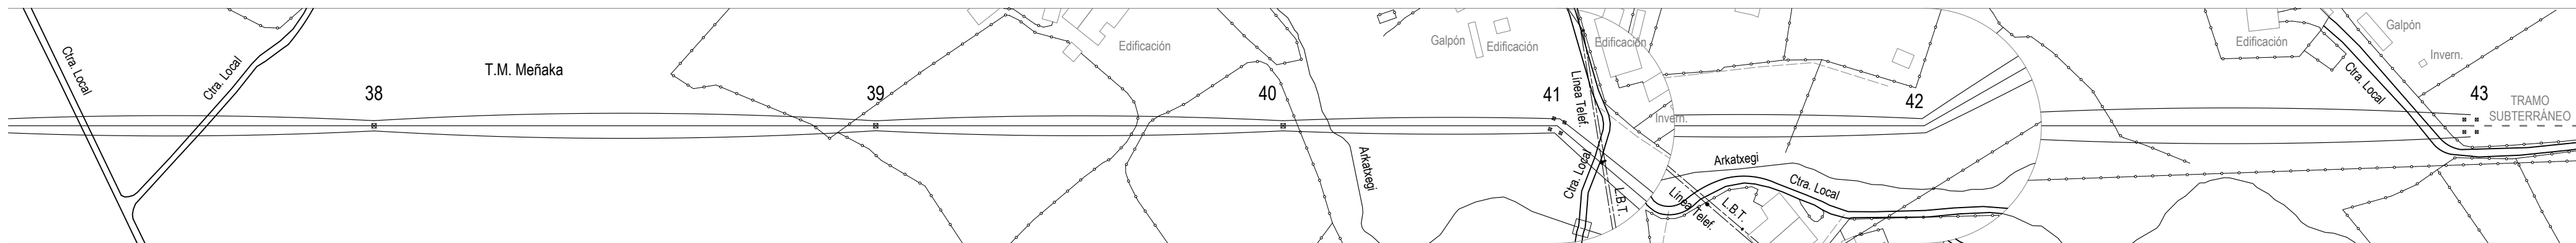 Ctra. Local
Ctra. Local
38
T.M. Meñaka
39
Edificación
40
Arkatxegi
Galpón
Edificación
41
Línea Telef.
Ctra. Local
L.B.T.
Edificación
Invern.
Línea Telef.
L.B.T.
Arkatxegi
Ctra. Local
42
Edificación
Ctra. Local
Galpón
Invern.
43
TRAMO
SUBTERRÁNEO